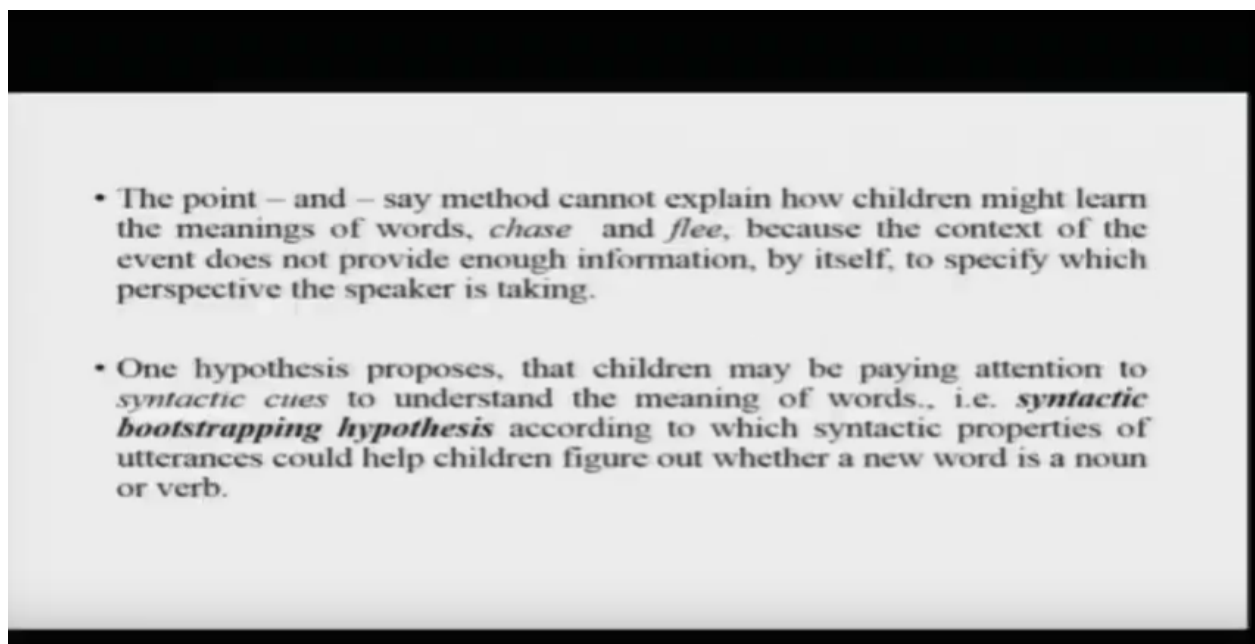 • The point – and – say method cannot explain how children might learn
the meanings of words, chase and flee, because the context of the
event does not provide enough information, by itself, to specify which
perspective the speaker is taking.
• One hypothesis proposes, that children may be paying attention to
syntactic cues to understand the meaning of words., i.e. syntactic
bootstrapping hypothesis according to which syntactic properties of
utterances could help children figure out whether a new word is a noun
or verb.